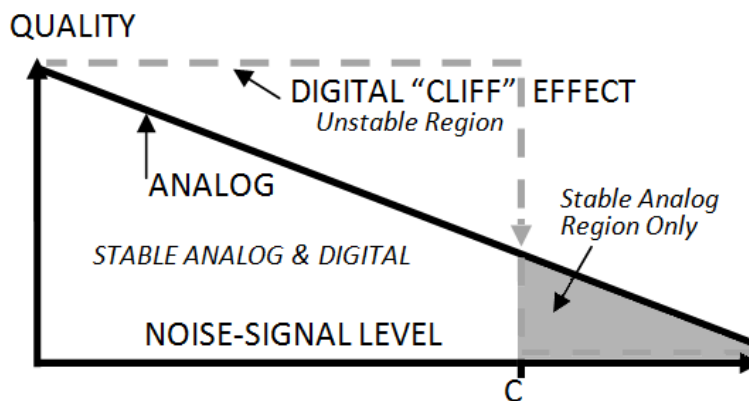 QUALITY
DIGITAL “CLIFF” EFFECT
Unstable Region
ANALOG
Stable Analog
Region Only
STABLE ANALOG & DIGITAL
NOISE-SIGNAL LEVEL
C